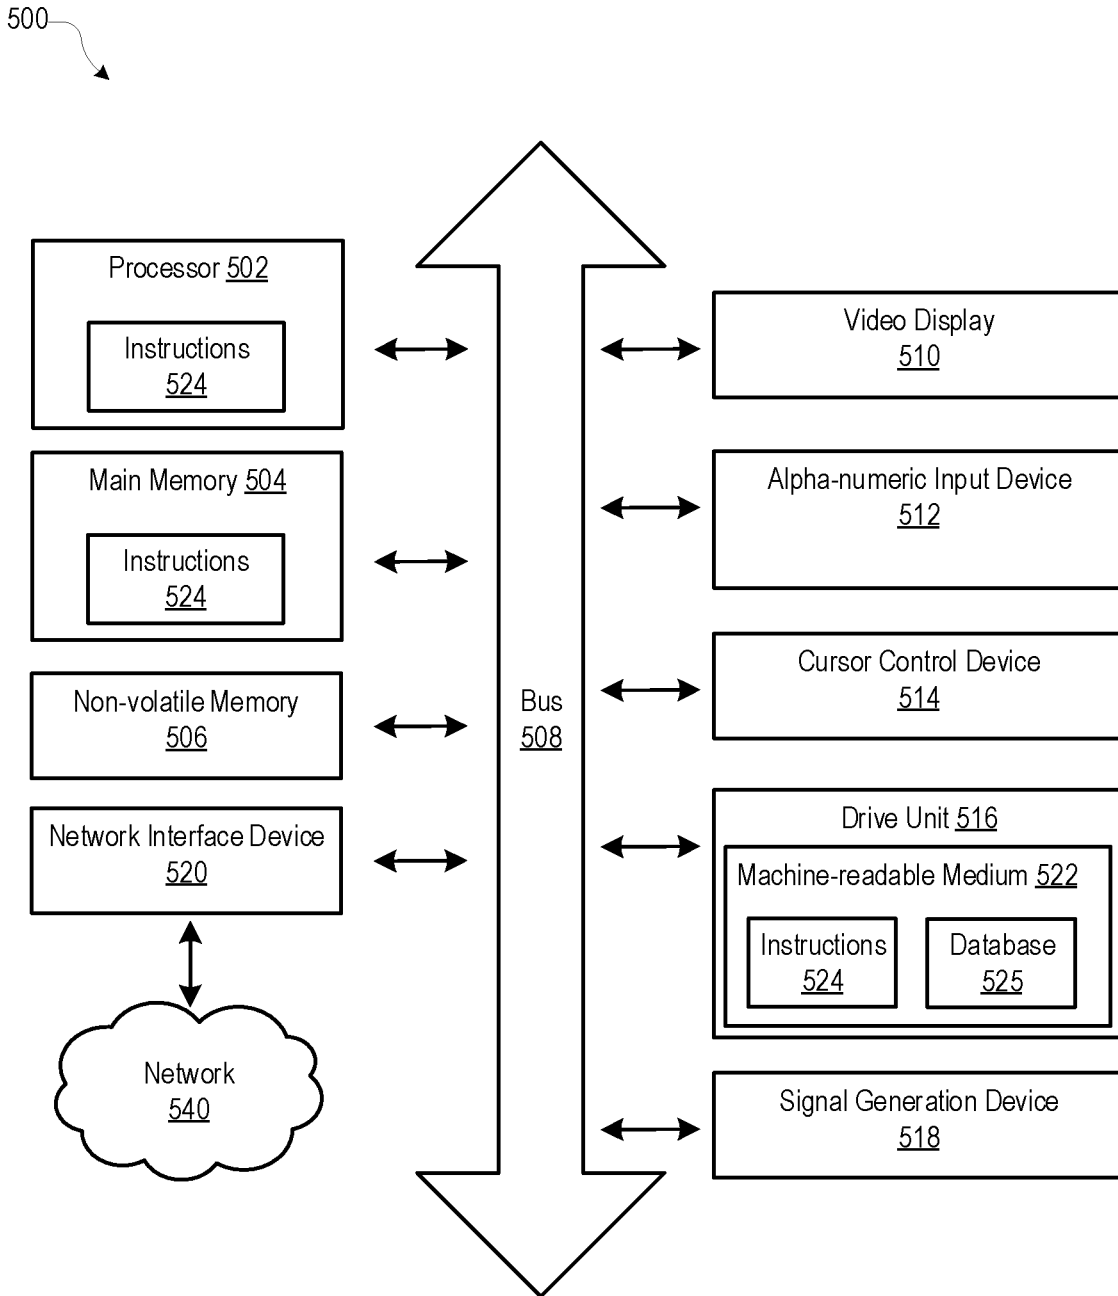 500
Processor 502
Instructions
524
Main Memory 504
Instructions
524
Non-volatile Memory
506
Network Interface Device
520
Network
540
Bus
508
Video Display
510
Alpha-numeric Input Device
512
Cursor Control Device
514
Drive Unit 516
Machine-readable Medium 522
Instructions
524
Database
525
Signal Generation Device
518